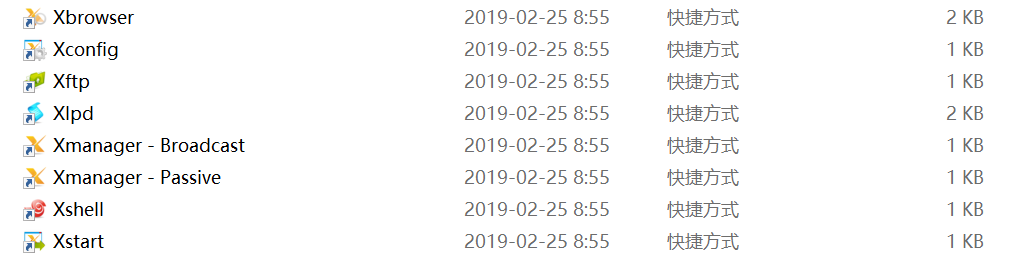 Xbrowser 2019-02-25 8:55 快捷方式 2 KB
Xconfig 2019-02-25 8:55 快捷方式 1 KB
Xftp 2019-02-25 8:55 快捷方式 1 KB
Xlpd 2019-02-25 8:55 快捷方式 2 KB
Xmanager - Broadcast 2019-02-25 8:55 快捷方式 1 KB
Xmanager - Passive 2019-02-25 8:55 快捷方式 1 KB
Xshell 2019-02-25 8:55 快捷方式 1 KB
Xstart 2019-02-25 8:55 快捷方式 1 KB